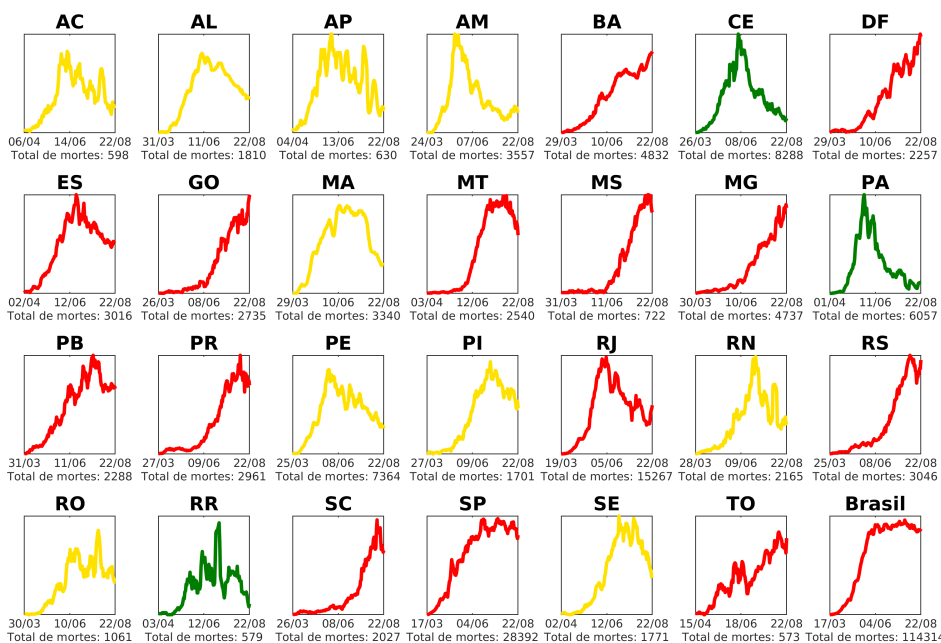 AC AL AP AM BA CE DF
06/04 14/06 22/08 31/03 11/06 22/08 04/04 13/06 22/08 24/03 07/06 22/08 29/03 10/06 22/08 26/03 08/06 22/08 29/03 10/06 22/08
Total de mortes: 598 Total de mortes: 1810 Total de mortes: 630 Total de mortes: 3557 Total de mortes: 4832 Total de mortes: 8288 Total de mortes: 2257
ES GO MA MT MS MG PA
02/04 12/06 22/08 26/03 08/06 22/08 29/03 10/06 22/08 03/04 13/06 22/08 31/03 11/06 22/08 30/03 10/06 22/08 01/04 11/06 22/08
Total de mortes: 3016 Total de mortes: 2735 Total de mortes: 3340 Total de mortes: 2540 Total de mortes: 722 Total de mortes: 4737 Total de mortes: 6057
PB PR PE PI RJ RN RS
31/03 11/06 22/08 27/03 09/06 22/08 25/03 08/06 22/08 27/03 09/06 22/08 19/03 05/06 22/08 28/03 09/06 22/08 25/03 08/06 22/08
Total de mortes: 2288 Total de mortes: 2961 Total de mortes: 7364 Total de mortes: 1701 Total de mortes: 15267 Total de mortes: 2165 Total de mortes: 3046
RO RR SC SP SE TO Brasil
30/03 10/06 22/08 03/04 13/06 22/08 26/03 08/06 22/08 17/03 04/06 22/08 02/04 12/06 22/08 15/04 18/06 22/08 17/03 04/06 22/08
Total de mortes: 1061 Total de mortes: 579 Total de mortes: 2027 Total de mortes: 28392 Total de mortes: 1771 Total de mortes: 573 Total de mortes: 114381